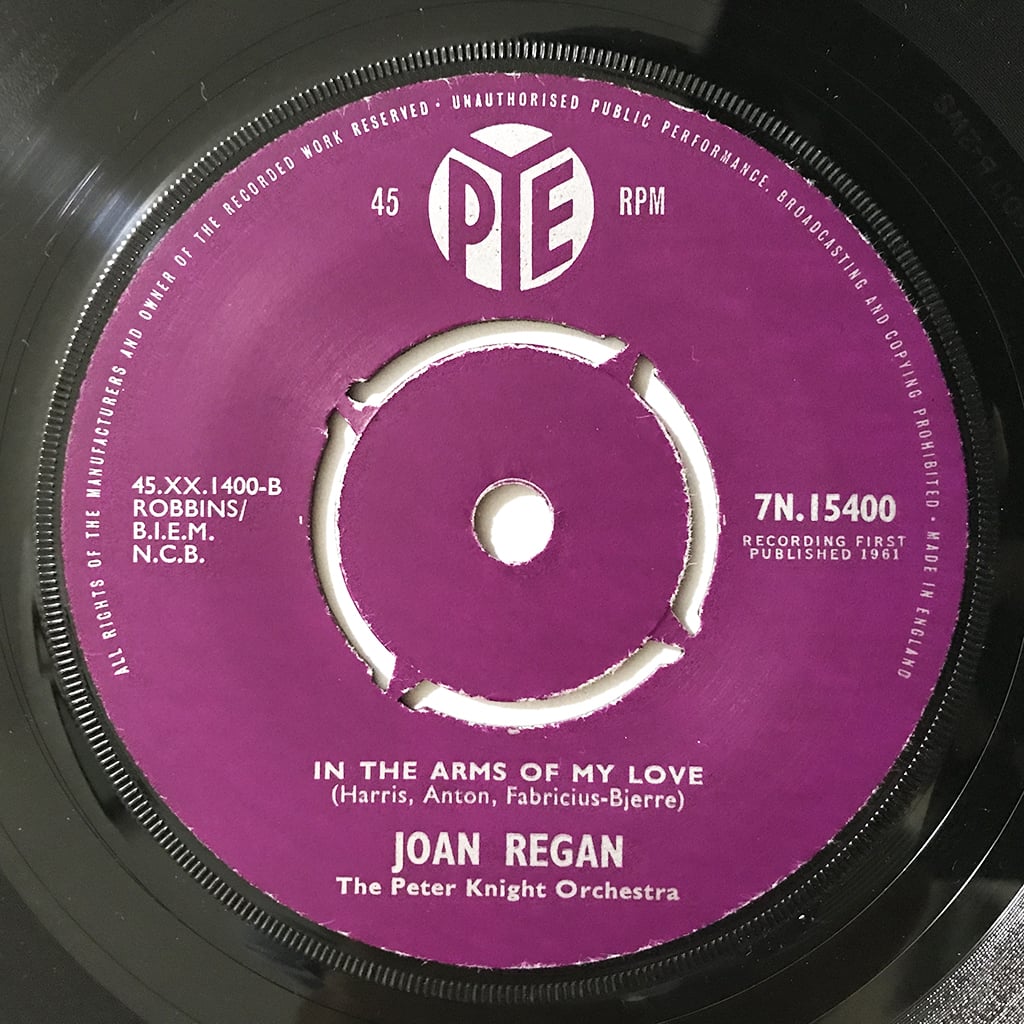 ALL RIGHTS OF THE MANUFACTURERS AND OWNER OF THE RECORDED WORK RESERVED · UNAUTHORISED PUBLIC PERFORMANCE, BROADCASTING AND COPYING PROHIBITED · MADE IN ENGLAND
45 PYE RPM
45.XX.1400-B
ROBBINS/
B.I.E.M.
N.C.B.
7N.15400
RECORDING FIRST
PUBLISHED 1961
IN THE ARMS OF MY LOVE
(Harris, Anton, Fabricius-Bjerre)
JOAN REGAN
The Peter Knight Orchestra